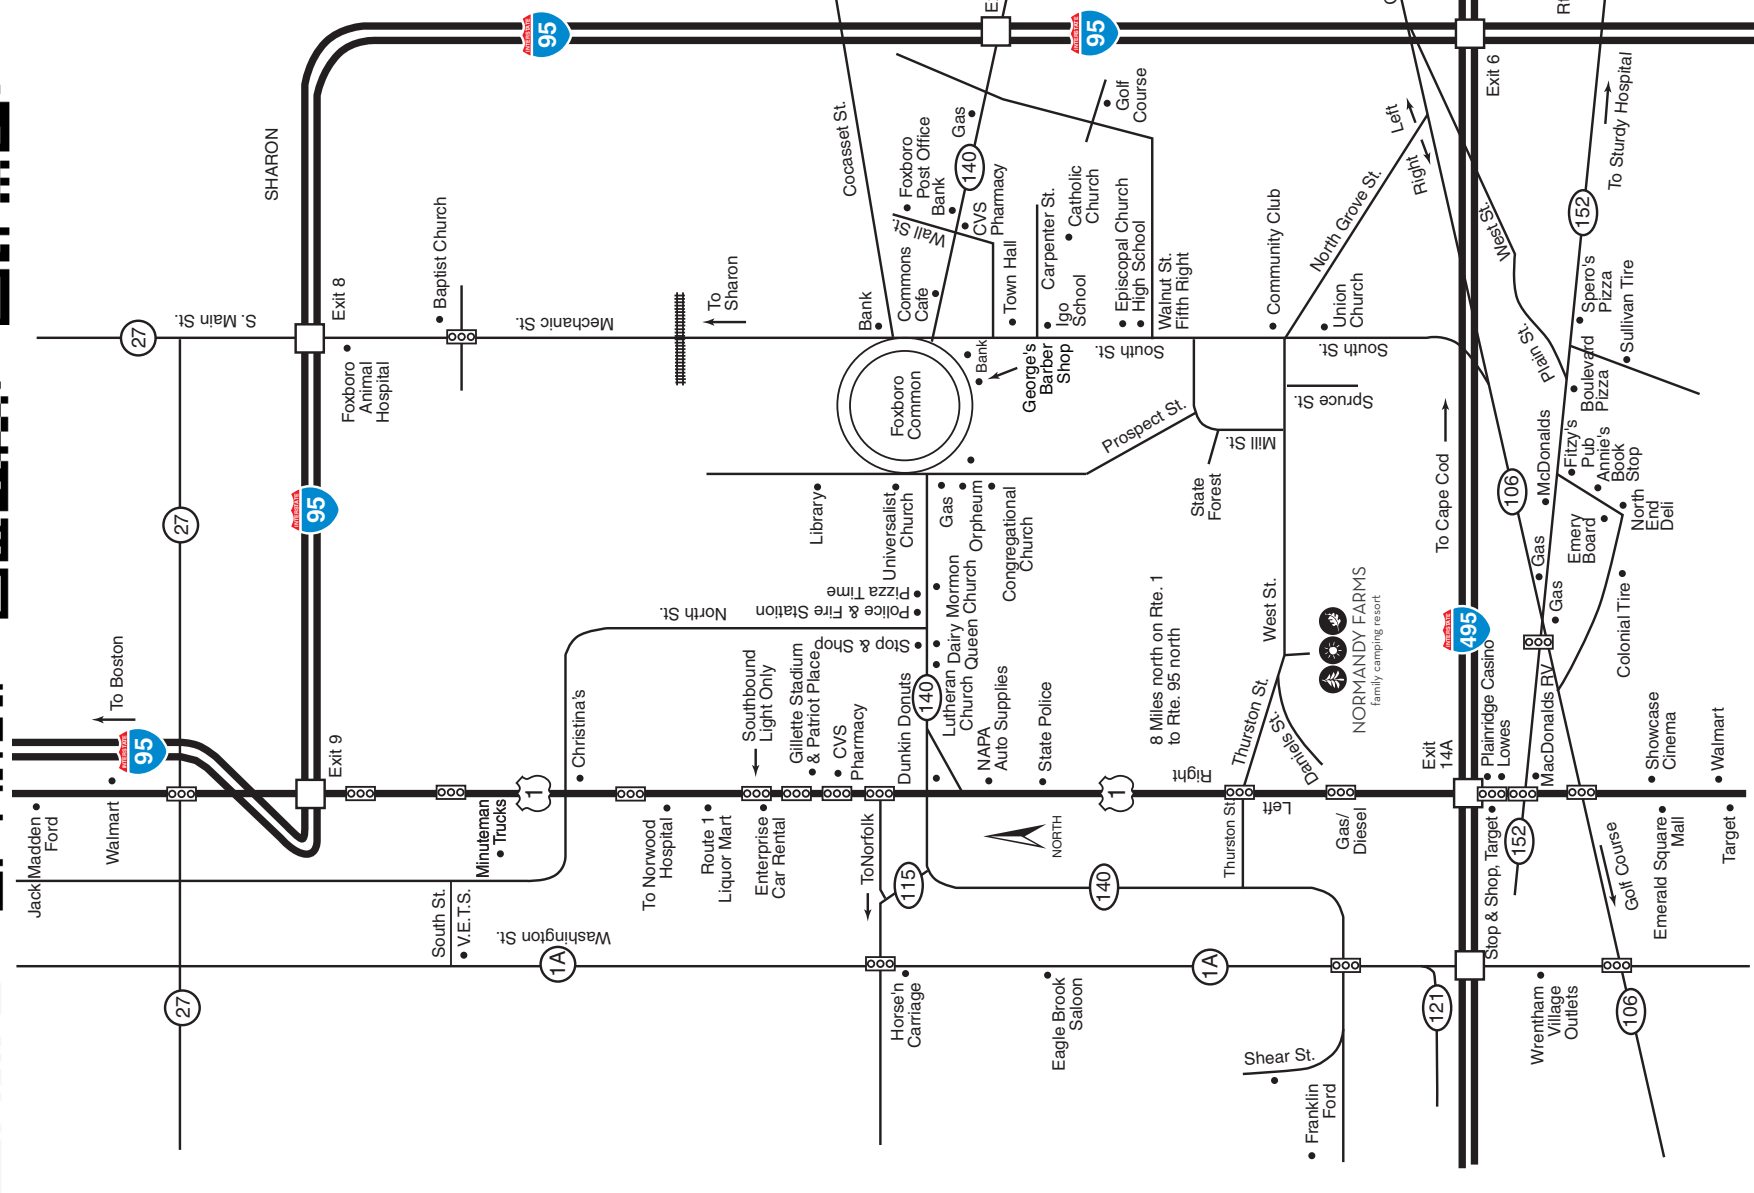 SHARON
27
S. Main St.
Exit 8
Baptist Church
Mechanic St.
To
Sharon
Foxboro
Animal
Hospital
INTERSTATE
95
INTERSTATE
95
INTERSTATE
95
INTERSTATE
95
27
27
To Boston
Exit 9
Jack Madden
Ford
Walmart
Minuteman
Trucks
South St.
V.E.T.S.
Washington St.
1A
1
Christina's
North St.
To Norwood
Hospital
Route 1
Liquor Mart
Enterprise
Car Rental
Southbound
Light Only
Gillette Stadium
& Patriot Place
CVS
Pharmacy
Stop & Shop
Police & Fire Station
Pizza Time
Dunkin Donuts
140
ToNorfolk
115
Horse'n
Carriage
Library
Universalist
Church
Gas
Orpheum
Congregational
Church
Dairy
Queen
Mormon
Church
Lutheran
Church
NAPA
Auto Supplies
State Police
NORTH
Eagle Brook
Saloon
140
1
1A
Cocasset St.
Foxboro
Post Office
Bank
Gas
140
Wall St.
CVS
Pharmacy
Commons
Cafe
Bank
Foxboro
Common
Bank
George's
Barber
Shop
Town Hall
Carpenter St.
Igo
School
Catholic
Church
Golf
Course
Episcopal Church
High School
Walnut St.
Fifth Right
South St.
Prospect St.
Mill St.
State
Forest
Community Club
North Grove St.
Union
Church
South St.
Spruce St.
Left
Right
8 Miles north on Rte. 1
to Rte. 95 north
West St.
Thurston St.
Daniels St.
Right
Left
Thurston St.
NORMANDY FARMS
family camping resort
Gas/
Diesel
Shear St.
Franklin
Ford
121
To Cape Cod
INTERSTATE
495
Exit
14A
Exit 6
West St.
Plain St.
152
To Sturdy Hospital
Spero's
Pizza
Sullivan Tire
Boulevard
Pizza
Fitzy's
Pub
Annie's
Book
Stop
North
End
Deli
McDonalds
106
Gas
Emery
Board
Gas
Colonial Tire
Plainridge Casino
Lowes
MacDonalds RV
Stop & Shop, Target
152
Showcase
Cinema
Walmart
Golf Course
Emerald Square
Mall
Target
Wrentham
Village
Outlets
106